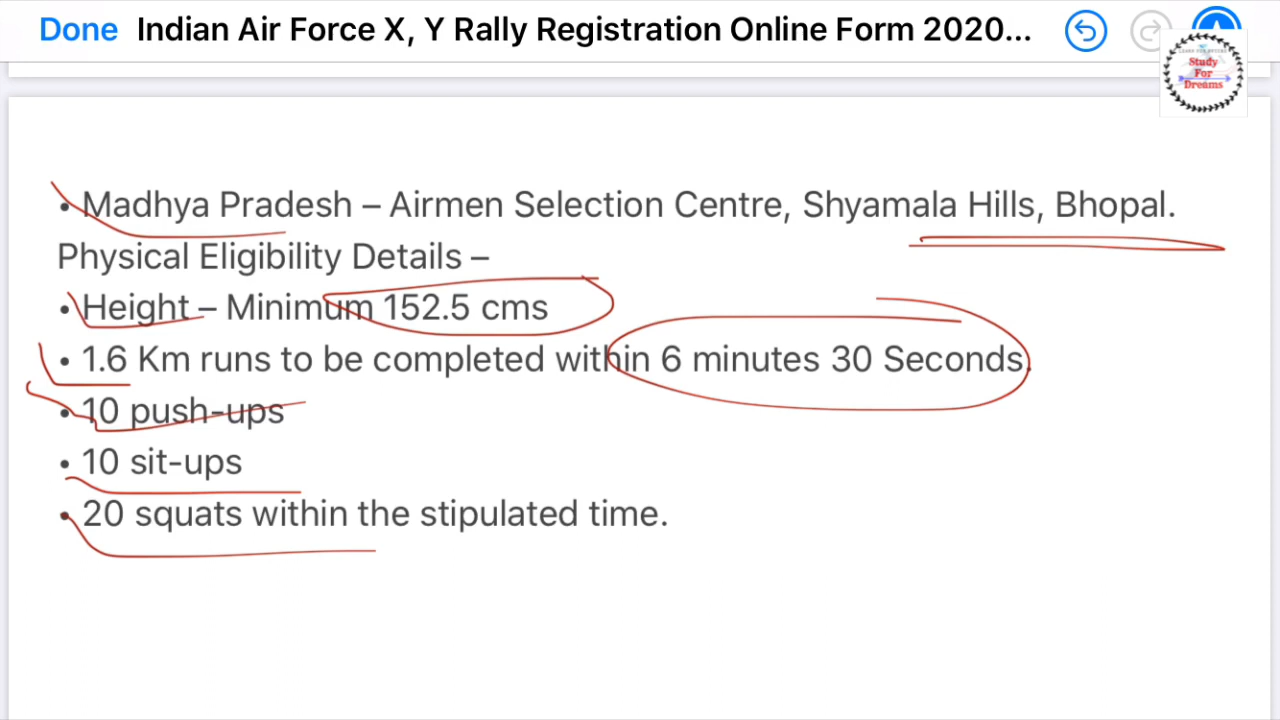 Done Indian Air Force X, Y Rally Registration Online Form 2020...
Study
For
Dreams
• Madhya Pradesh – Airmen Selection Centre, Shyamala Hills, Bhopal.
Physical Eligibility Details –
• Height – Minimum 152.5 cms
• 1.6 Km runs to be completed within 6 minutes 30 Seconds.
• 10 push-ups
• 10 sit-ups
• 20 squats within the stipulated time.